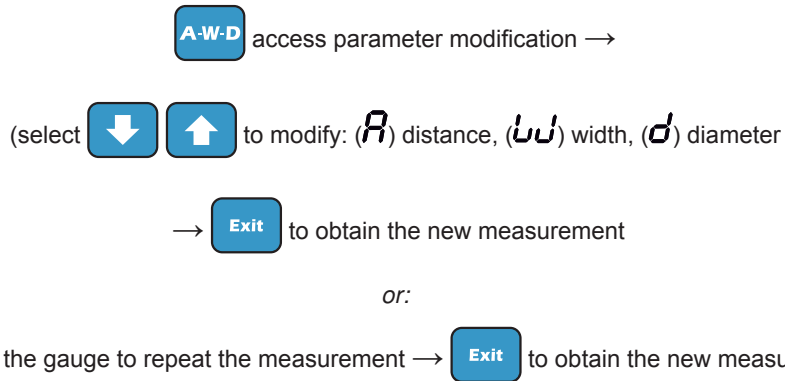 A-W-D access parameter modification →
(select to modify: (A) distance, (W) width, (d) diameter
→ Exit to obtain the new measurement
or:
the gauge to repeat the measurement → Exit to obtain the new